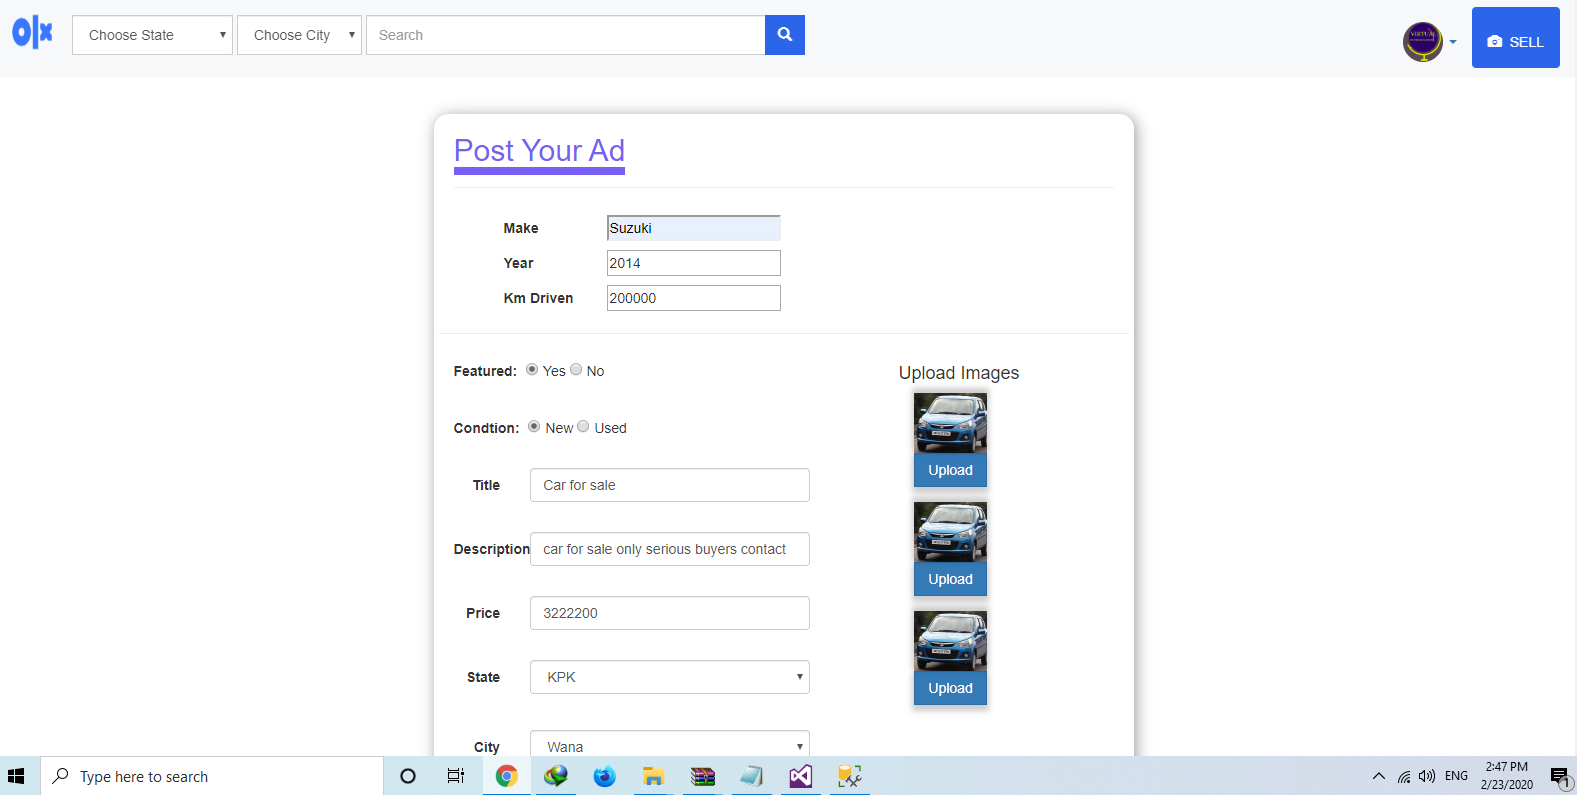 olx Choose State Choose City Search SELL
VIRTUAL
Post Your Ad
Make Suzuki
Year 2014
Km Driven 200000
Featured: Yes No
Upload Images
Condtion: New Used
Upload
Title Car for sale
Description car for sale only serious buyers contact
Upload
Price 3222200
State KPK
Upload
City Wana
Type here to search
ENG
2:47 PM
2/23/2020
1